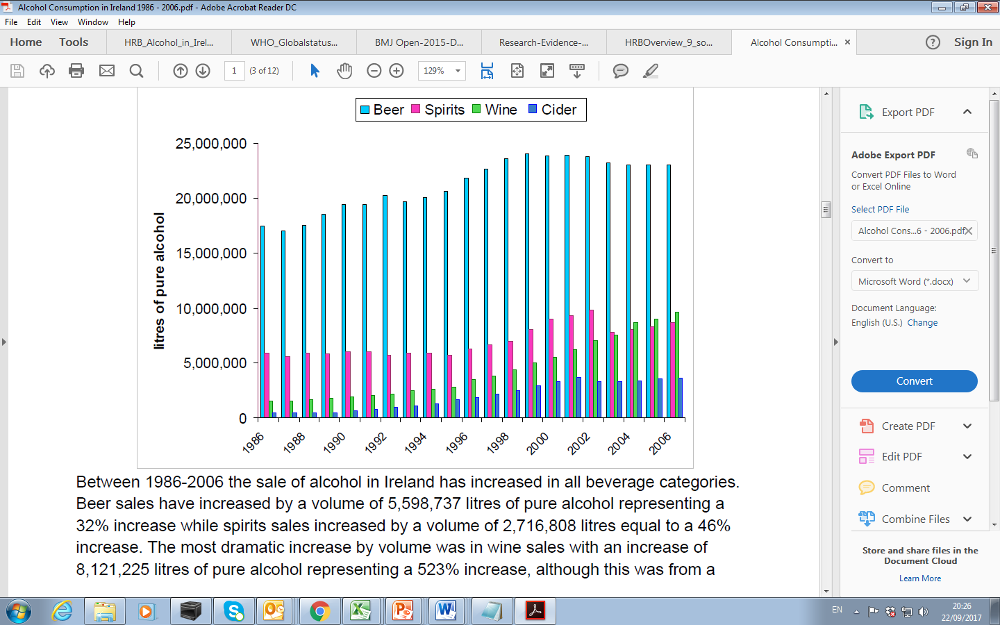 Alcohol Consumption in Ireland 1986 - 2006.pdf - Adobe Acrobat Reader DC
File Edit View Window Help
Home Tools HRB_Alcohol_in_Irel... WHO_Globalstatus... BMJ Open-2015-D... Research-Evidence-... HRBOverview_9_so... Alcohol Consumpti... × ? Sign In
1 (3 of 12) 129%
Beer Spirits Wine Cider
litres of pure alcohol
25,000,000
20,000,000
15,000,000
10,000,000
5,000,000
0
1986 1988 1990 1992 1994 1996 1998 2000 2002 2004 2006
Between 1986-2006 the sale of alcohol in Ireland has increased in all beverage categories.
Beer sales have increased by a volume of 5,598,737 litres of pure alcohol representing a
32% increase while spirits sales increased by a volume of 2,716,808 litres equal to a 46%
increase. The most dramatic increase by volume was in wine sales with an increase of
8,121,225 litres of pure alcohol representing a 523% increase, although this was from a
Export PDF
Adobe Export PDF
Convert PDF Files to Word
or Excel Online
Select PDF File
Alcohol Cons...6 - 2006.pdf
Convert to
Microsoft Word (*.docx)
Document Language:
English (U.S.) Change
Convert
Create PDF
Edit PDF
Comment
Combine Files
Store and share files in the
Document Cloud
Learn More
EN 20:26
22/09/2017